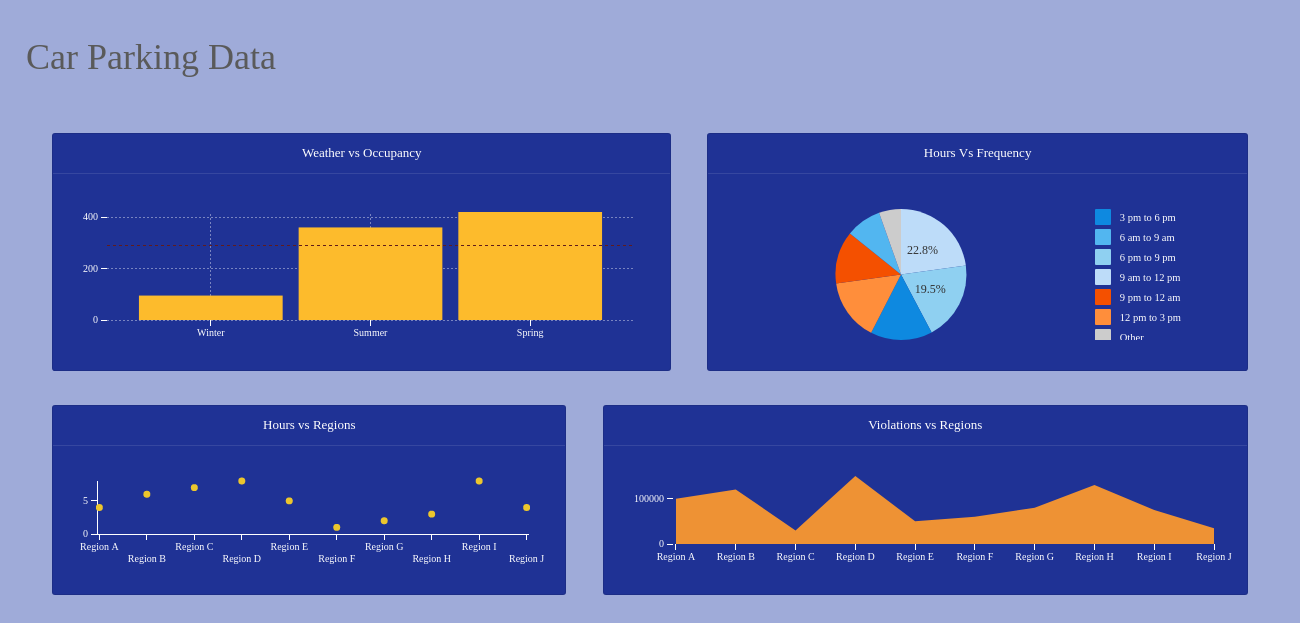 Car Parking Data
Weather vs Occupancy
400
200
0
Winter
Summer
Spring
Hours Vs Frequency
22.8%
19.5%
3 pm to 6 pm
6 am to 9 am
6 pm to 9 pm
9 am to 12 pm
9 pm to 12 am
12 pm to 3 pm
Other
Hours vs Regions
5
0
Region A
Region B
Region C
Region D
Region E
Region F
Region G
Region H
Region I
Region J
Violations vs Regions
100000
0
Region A
Region B
Region C
Region D
Region E
Region F
Region G
Region H
Region I
Region J